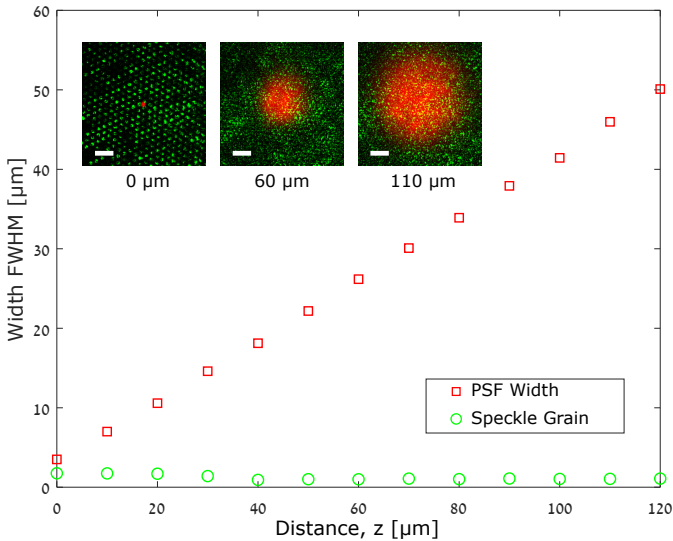 60
50
40
30
20
10
0
Width FWHM [µm]
0 µm
60 µm
110 µm
PSF Width
Speckle Grain
0
20
40
60
80
100
120
Distance, z [µm]